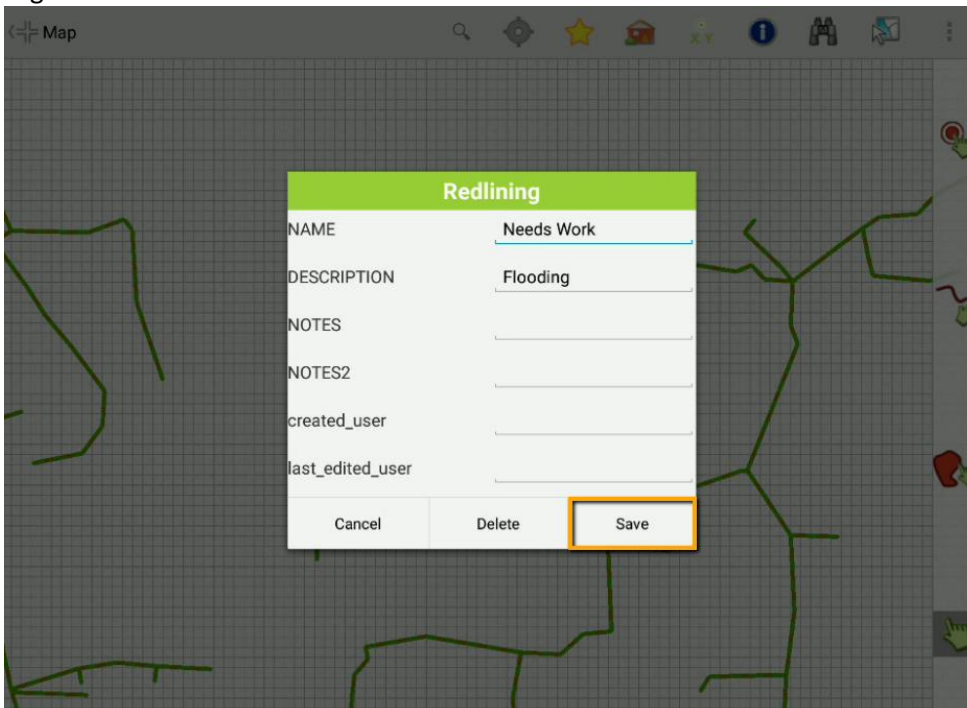 Map
X Y
Redlining
NAME Needs Work
DESCRIPTION Flooding
NOTES
NOTES2
created_user
last_edited_user
Cancel Delete Save